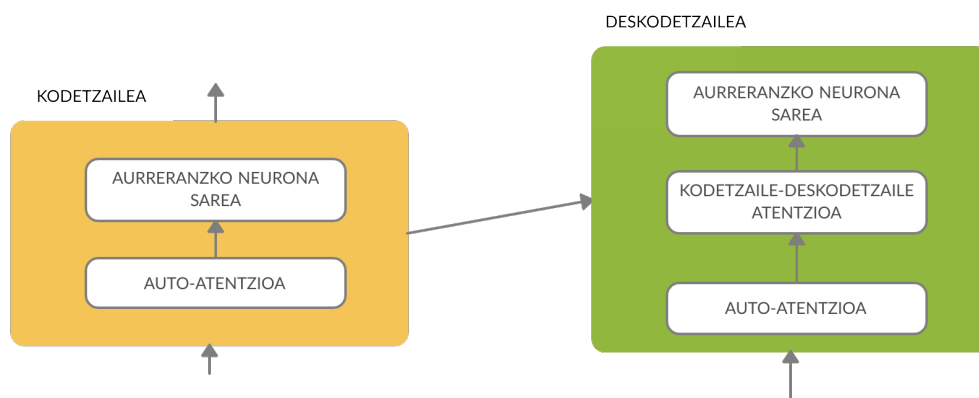 KODETZAILEA
AURRERANZKO NEURONA
SAREA
AUTO-ATENTZIOA
DESKODETZAILEA
AURRERANZKO NEURONA
SAREA
KODETZAILE-DESKODETZAILE
ATENTZIOA
AUTO-ATENTZIOA